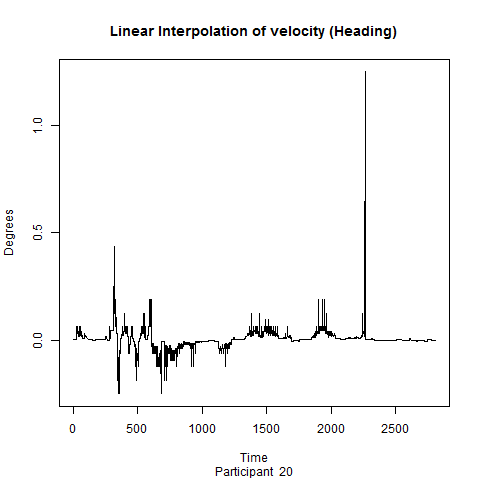 Linear Interpolation of velocity (Heading)
Degrees
1.0
0.5
0.0
0 500 1000 1500 2000 2500
Time
Participant 20